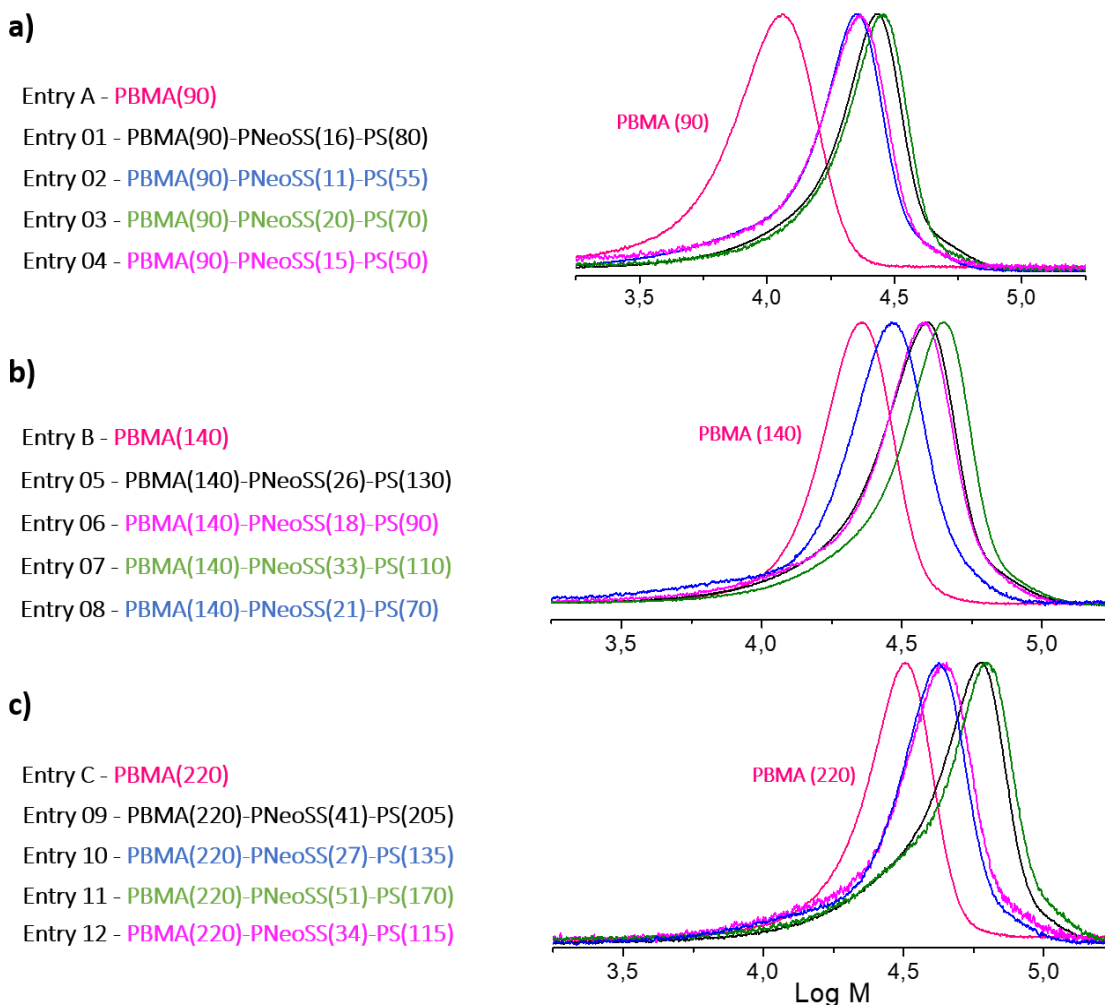 a)
Entry A - PBMA(90)
Entry 01 - PBMA(90)-PNeoSS(16)-PS(80)
Entry 02 - PBMA(90)-PNeoSS(11)-PS(55)
Entry 03 - PBMA(90)-PNeoSS(20)-PS(70)
Entry 04 - PBMA(90)-PNeoSS(15)-PS(50)
PBMA (90)
3,5 4,0 4,5 5,0
b)
Entry B - PBMA(140)
Entry 05 - PBMA(140)-PNeoSS(26)-PS(130)
Entry 06 - PBMA(140)-PNeoSS(18)-PS(90)
Entry 07 - PBMA(140)-PNeoSS(33)-PS(110)
Entry 08 - PBMA(140)-PNeoSS(21)-PS(70)
PBMA (140)
3,5 4,0 4,5 5,0
c)
Entry C - PBMA(220)
Entry 09 - PBMA(220)-PNeoSS(41)-PS(205)
Entry 10 - PBMA(220)-PNeoSS(27)-PS(135)
Entry 11 - PBMA(220)-PNeoSS(51)-PS(170)
Entry 12 - PBMA(220)-PNeoSS(34)-PS(115)
PBMA (220)
3,5 4,0 4,5 5,0
Log M